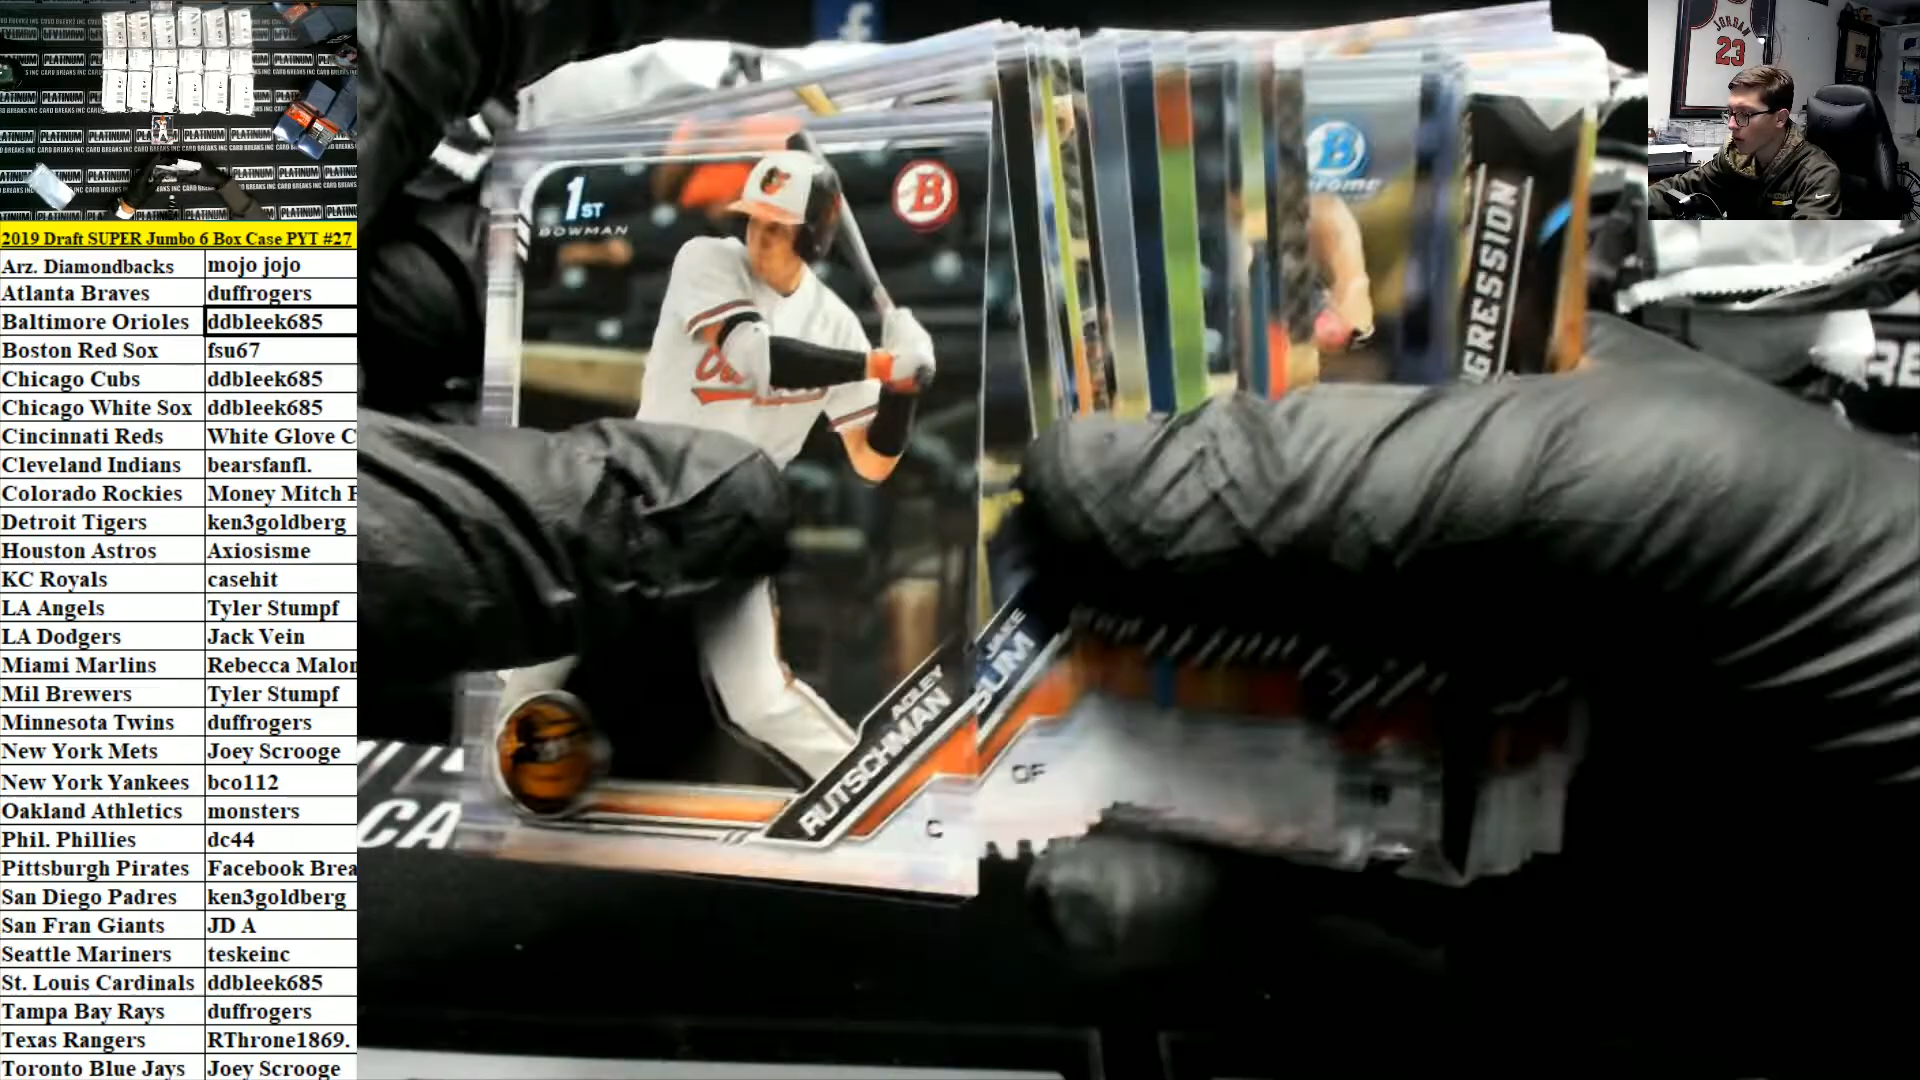 2019 Draft SUPER Jumbo 6 Box Case PYT #27
Arz. Diamondbacks mojo jojo
Atlanta Braves duffrogers
Baltimore Orioles ddbleek685
Boston Red Sox fsu67
Chicago Cubs ddbleek685
Chicago White Sox ddbleek685
Cincinnati Reds White Glove C
Cleveland Indians bearsfanfl.
Colorado Rockies Money Mitch F
Detroit Tigers ken3goldberg
Houston Astros Axiosisme
KC Royals casehit
LA Angels Tyler Stumpf
LA Dodgers Jack Vein
Miami Marlins Rebecca Malon
Mil Brewers Tyler Stumpf
Minnesota Twins duffrogers
New York Mets Joey Scrooge
New York Yankees bco112
Oakland Athletics monsters
Phil. Phillies dc44
Pittsburgh Pirates Facebook Brea
San Diego Padres ken3goldberg
San Fran Giants JD A
Seattle Mariners teskeinc
St. Louis Cardinals ddbleek685
Tampa Bay Rays duffrogers
Texas Rangers RThrone1869.
Toronto Blue Jays Joey Scrooge
PLATINUM PLATINUM PLATINUM
1ST
BOWMAN
B
ADLEY
RUTSCHMAN
C
JAKE
SUM
OF
B
GRESSION
CA
RE
JORDAN
23